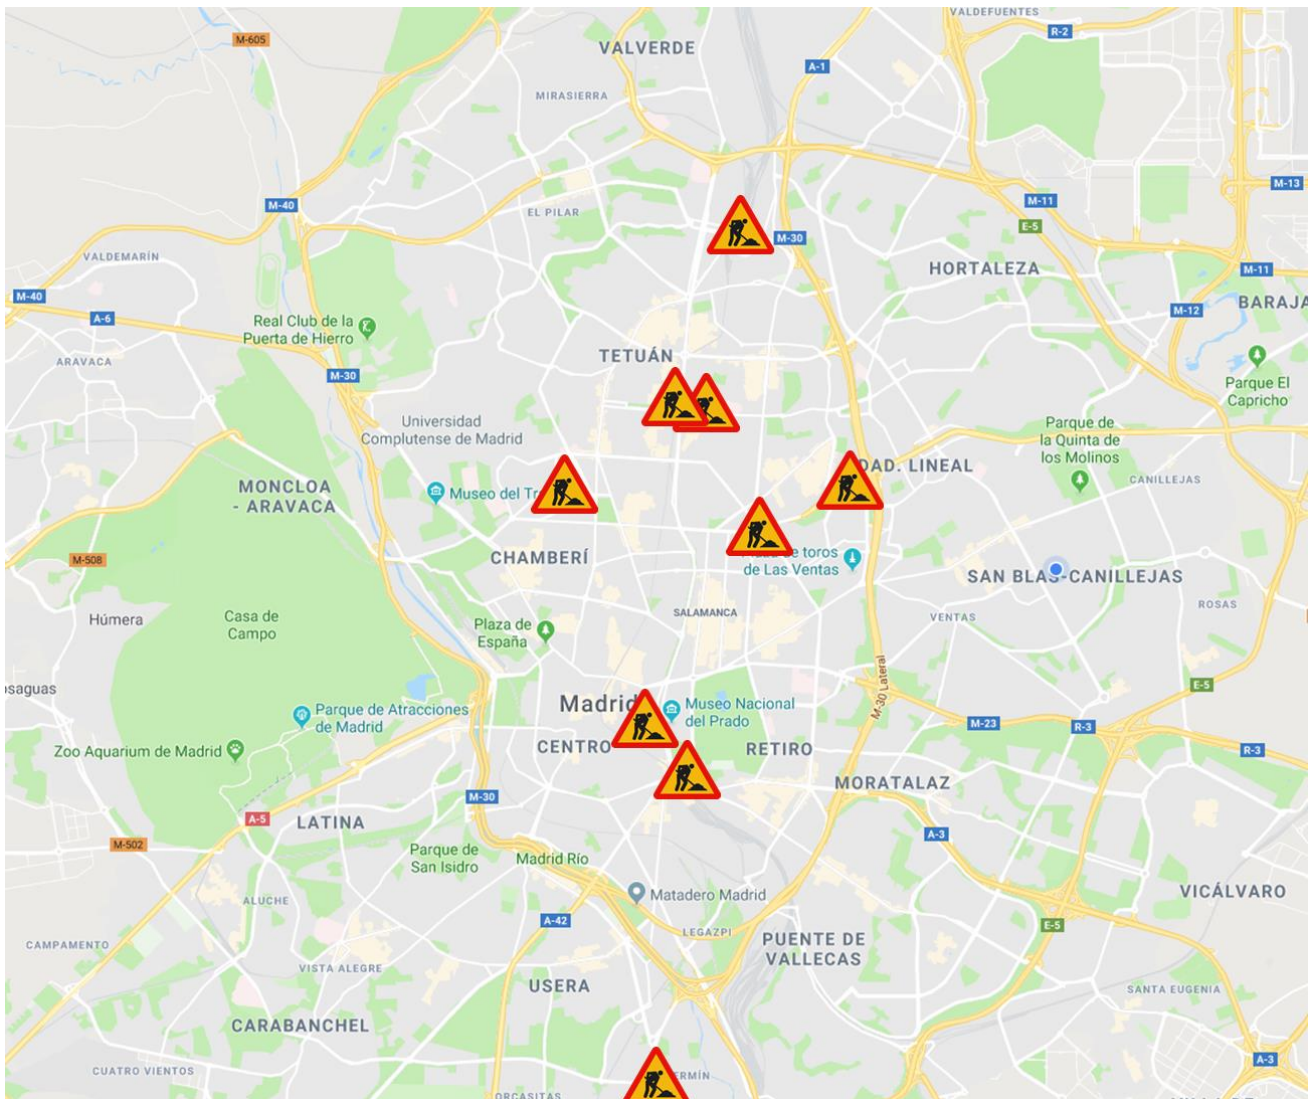 VALDEFUENTES
R-2
M-605
VALVERDE
A-1
MIRASIERRA
M-13
M-40
EL PILAR
M-11
E-5
M-30
VALDEMARÍN
HORTALEZA
M-11
M-40
BARAJA
A-6
M-12
Real Club de la
Puerta de Hierro
TETUÁN
ARAVACA
M-30
Parque El
Capricho
Universidad
Complutense de Madrid
Parque de
la Quinta de
los Molinos
DAD. LINEAL
CANILLEJAS
MONCLOA
- ARAVACA
Museo del Tr
CHAMBERÍ
de toros
de Las Ventas
M-508
SAN BLAS-CANILLEJAS
ROSAS
Húmera
Casa de
Campo
SALAMANCA
VENTAS
Plaza de
España
osaguas
M-30 Lateral
E-5
Madrid
Museo Nacional
del Prado
Parque de Atracciones
de Madrid
M-23
R-3
Zoo Aquarium de Madrid
CENTRO
RETIRO
R-3
MORATALAZ
M-30
A-5
LATINA
A-3
M-502
Parque de
San Isidro
Madrid Río
Matadero Madrid
VICÁLVARO
ALUCHE
A-42
E-5
LEGAZPI
CAMPAMENTO
PUENTE DE
VALLECAS
VISTA ALEGRE
USERA
SANTA EUGENIA
CARABANCHEL
A-3
CUATRO VIENTOS
ERMÍN
ORCASITAS